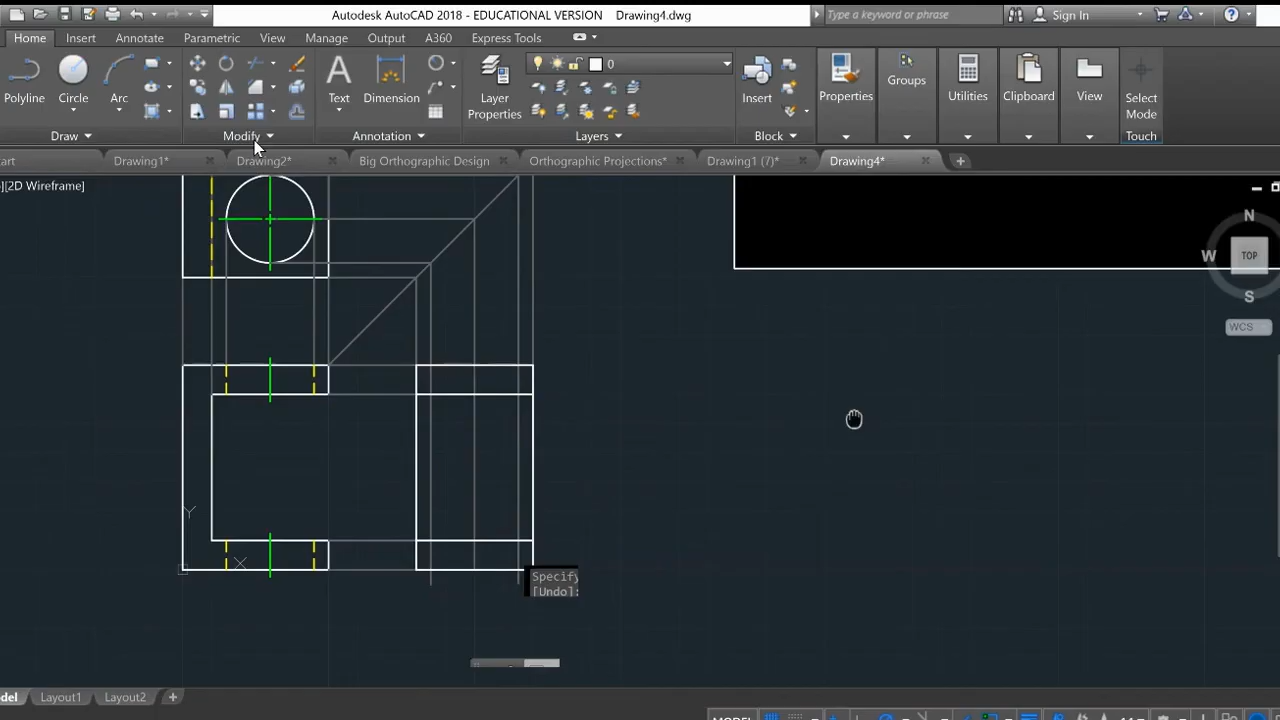 Autodesk AutoCAD 2018 - EDUCATIONAL VERSION Drawing4.dwg
Type a keyword or phrase
Sign In
Home Insert Annotate Parametric View Manage Output A360 Express Tools
Polyline Circle Arc
Text Dimension
Layer Properties
0
Insert Properties Groups Utilities Clipboard View
Select Mode
Draw Modify Annotation Layers Block Touch
tart Drawing1* Drawing2* Big Orthographic Design Orthographic Projections* Drawing1 (7)* Drawing4*
][2D Wireframe]
N
W TOP
S
WCS
Y
X
Specify
[Undo]:
odel Layout1 Layout2
MODEL